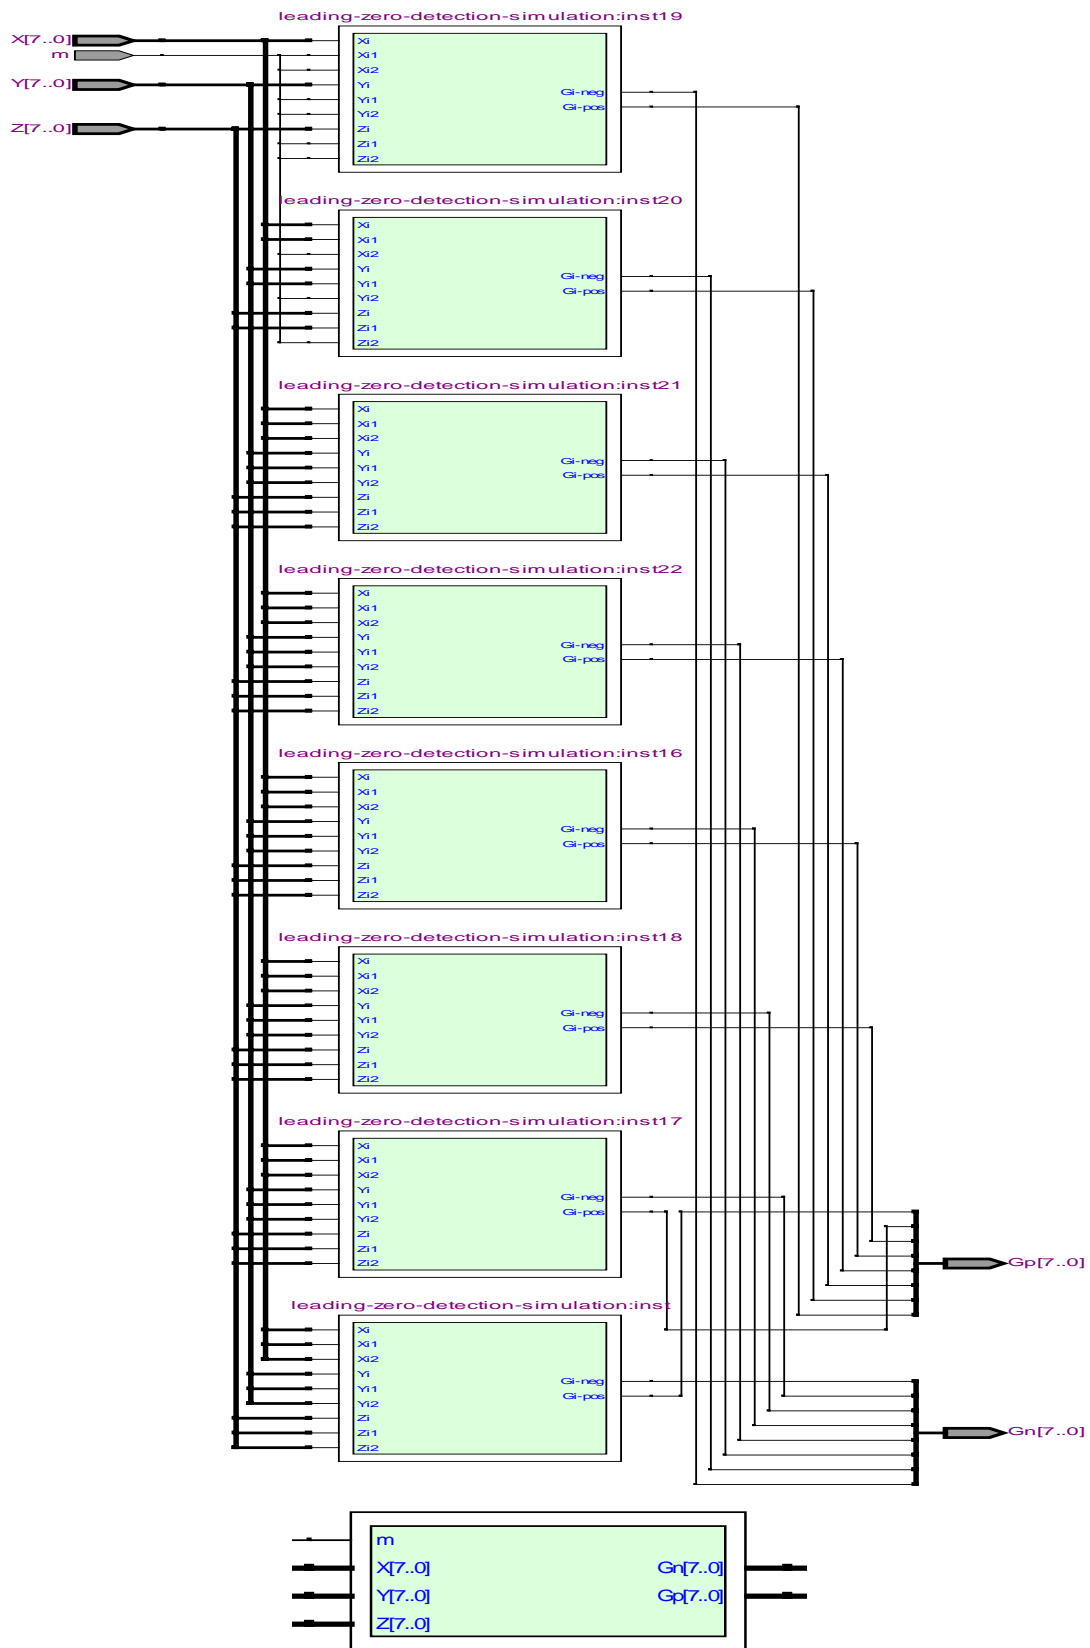 leading-zero-detection-simulation:inst19
X[7..0]
m
Y[7..0]
Z[7..0]
Xi
Xi1
Xi2
Yi
Yi1
Yi2
Zi
Zi1
Zi2
Gi-neg
Gi-pos
leading-zero-detection-simulation:inst20
Xi
Xi1
Xi2
Yi
Yi1
Yi2
Zi
Zi1
Zi2
Gi-neg
Gi-pos
leading-zero-detection-simulation:inst21
Xi
Xi1
Xi2
Yi
Yi1
Yi2
Zi
Zi1
Zi2
Gi-neg
Gi-pos
leading-zero-detection-simulation:inst22
Xi
Xi1
Xi2
Yi
Yi1
Yi2
Zi
Zi1
Zi2
Gi-neg
Gi-pos
leading-zero-detection-simulation:inst16
Xi
Xi1
Xi2
Yi
Yi1
Yi2
Zi
Zi1
Zi2
Gi-neg
Gi-pos
leading-zero-detection-simulation:inst18
Xi
Xi1
Xi2
Yi
Yi1
Yi2
Zi
Zi1
Zi2
Gi-neg
Gi-pos
leading-zero-detection-simulation:inst17
Xi
Xi1
Xi2
Yi
Yi1
Yi2
Zi
Zi1
Zi2
Gi-neg
Gi-pos
Gp[7..0]
leading-zero-detection-simulation:inst
Xi
Xi1
Xi2
Yi
Yi1
Yi2
Zi
Zi1
Zi2
Gi-neg
Gi-pos
Gn[7..0]
m
X[7..0]
Y[7..0]
Z[7..0]
Gn[7..0]
Gp[7..0]